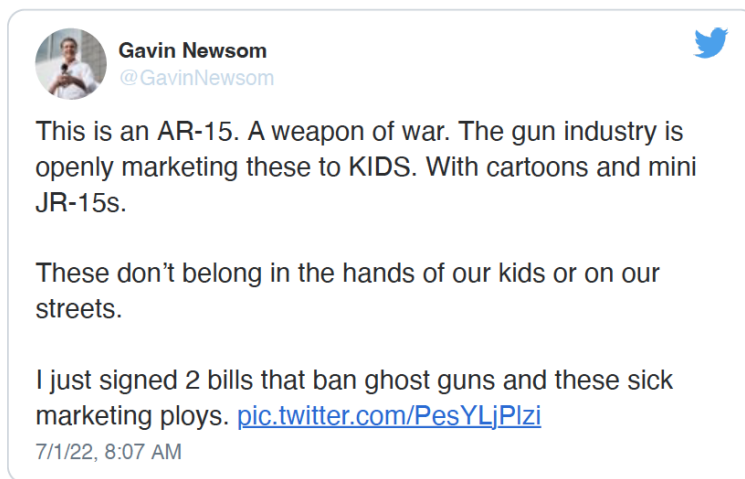 Gavin Newsom
@GavinNewsom
This is an AR-15. A weapon of war. The gun industry is
openly marketing these to KIDS. With cartoons and mini
JR-15s.
These don’t belong in the hands of our kids or on our
streets.
I just signed 2 bills that ban ghost guns and these sick
marketing ploys. pic.twitter.com/PesYLjPlzi
7/1/22, 8:07 AM